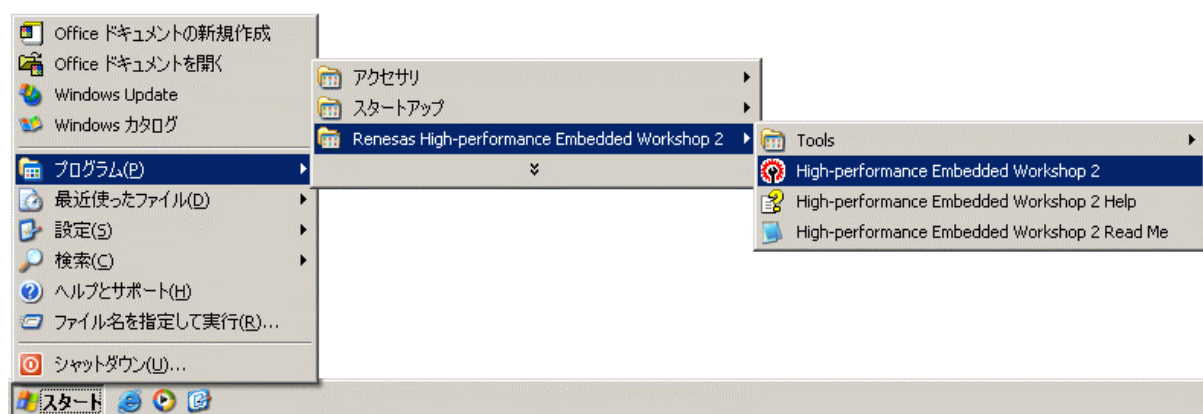 Office ドキュメントの新規作成
Office ドキュメントを開く
Windows Update
Windows カタログ
プログラム(P)
最近使ったファイル(D)
設定(S)
検索(C)
ヘルプとサポート(H)
ファイル名を指定して実行(R)...
シャットダウン(U)...
スタート
アクセサリ
スタートアップ
Renesas High-performance Embedded Workshop 2
Tools
High-performance Embedded Workshop 2
High-performance Embedded Workshop 2 Help
High-performance Embedded Workshop 2 Read Me